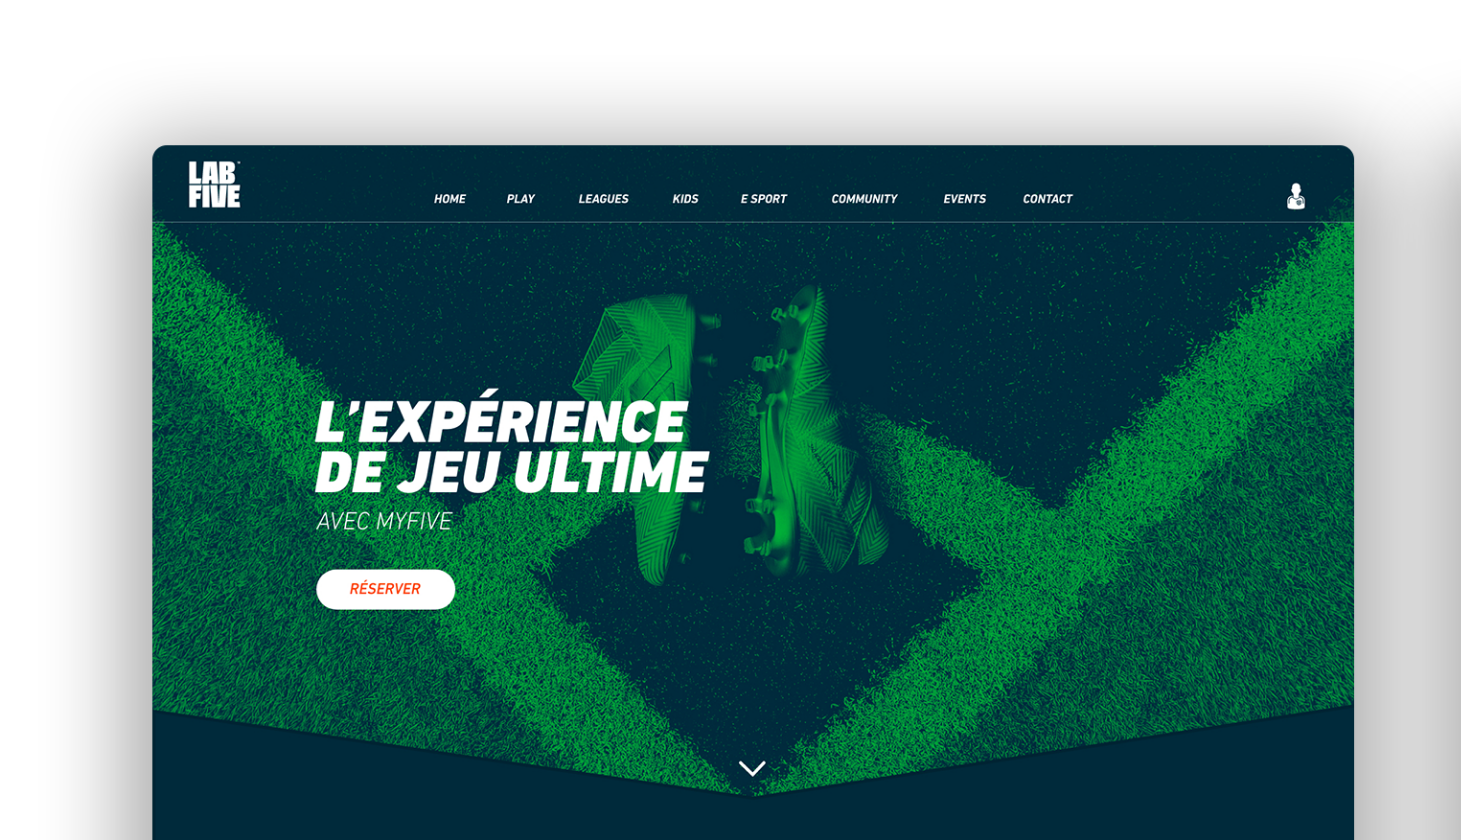 LAB
FIVE
HOME PLAY LEAGUES KIDS E SPORT COMMUNITY EVENTS CONTACT
L'EXPÉRIENCE
DE JEU ULTIME
AVEC MYFIVE
RÉSERVER